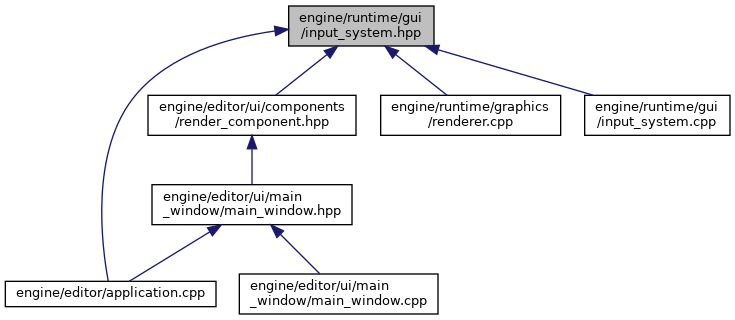 engine/runtime/gui
/input_system.hpp
engine/editor/ui/components
/render_component.hpp
engine/runtime/graphics
/renderer.cpp
engine/runtime/gui
/input_system.cpp
engine/editor/ui/main
_window/main_window.hpp
engine/editor/application.cpp
engine/editor/ui/main
_window/main_window.cpp